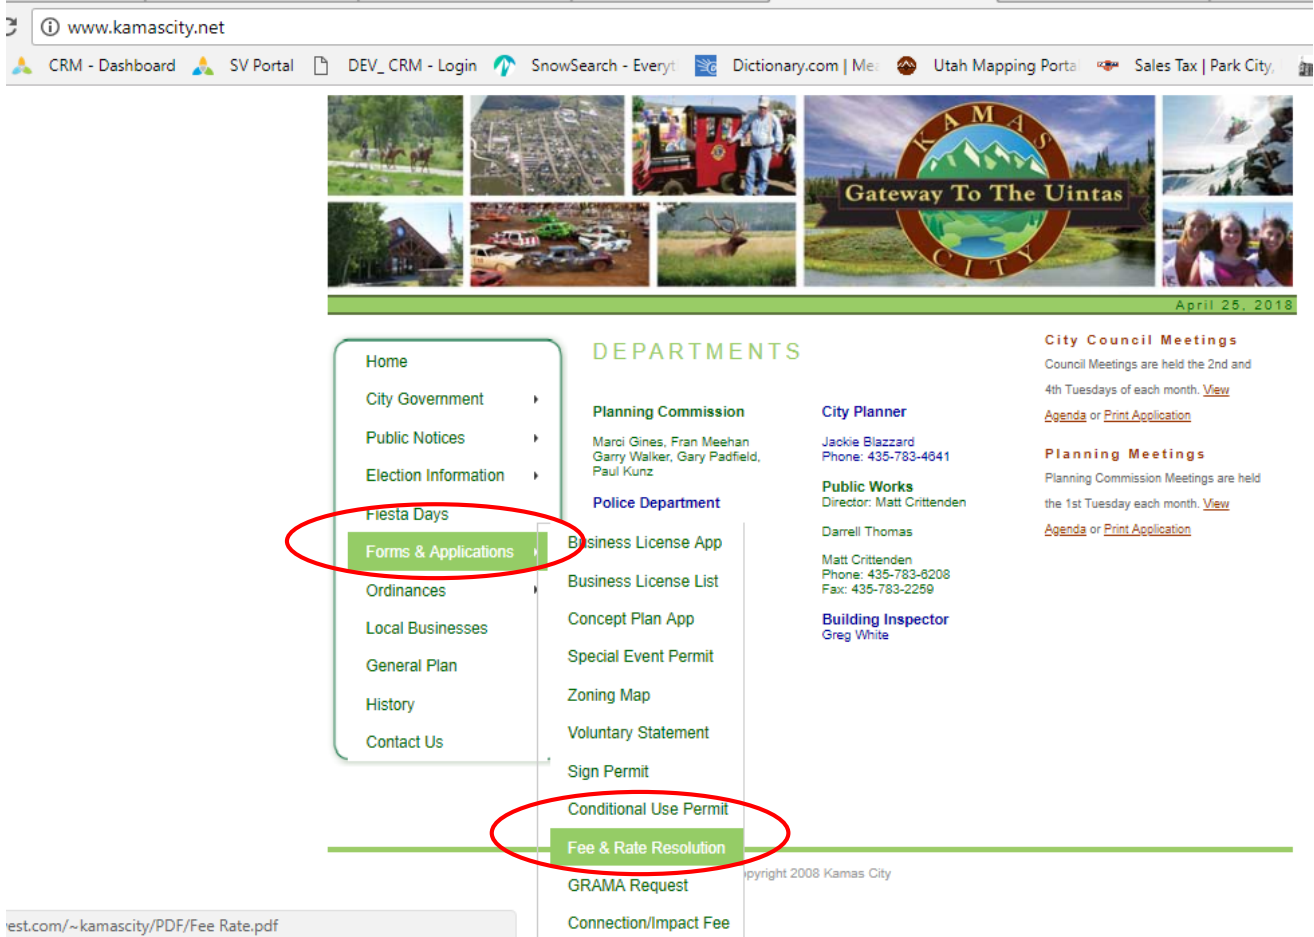 www.kamascity.net
CRM - Dashboard SV Portal DEV_ CRM - Login SnowSearch - Everyt Dictionary.com | Me Utah Mapping Porta Sales Tax | Park City,
KAMAS
Gateway To The Uintas
CITY
April 25, 2018
Home
City Government
Public Notices
Election Information
Fiesta Days
Forms & Applications
Ordinances
Local Businesses
General Plan
History
Contact Us
Business License App
Business License List
Concept Plan App
Special Event Permit
Zoning Map
Voluntary Statement
Sign Permit
Conditional Use Permit
Fee & Rate Resolution
GRAMA Request
Connection/Impact Fee
DEPARTMENTS
Planning Commission
Marci Gines, Fran Meehan
Garry Walker, Gary Padfield,
Paul Kunz
Police Department
City Planner
Jackie Blazzard
Phone: 435-783-4641
Public Works
Director: Matt Crittenden
Darrell Thomas
Matt Crittenden
Phone: 435-783-6208
Fax: 435-783-2259
Building Inspector
Greg White
City Council Meetings
Council Meetings are held the 2nd and
4th Tuesdays of each month. View
Agenda or Print Application
Planning Meetings
Planning Commission Meetings are held
the 1st Tuesday each month. View
Agenda or Print Application
pyright 2008 Kamas City
est.com/~kamascity/PDF/Fee Rate.pdf